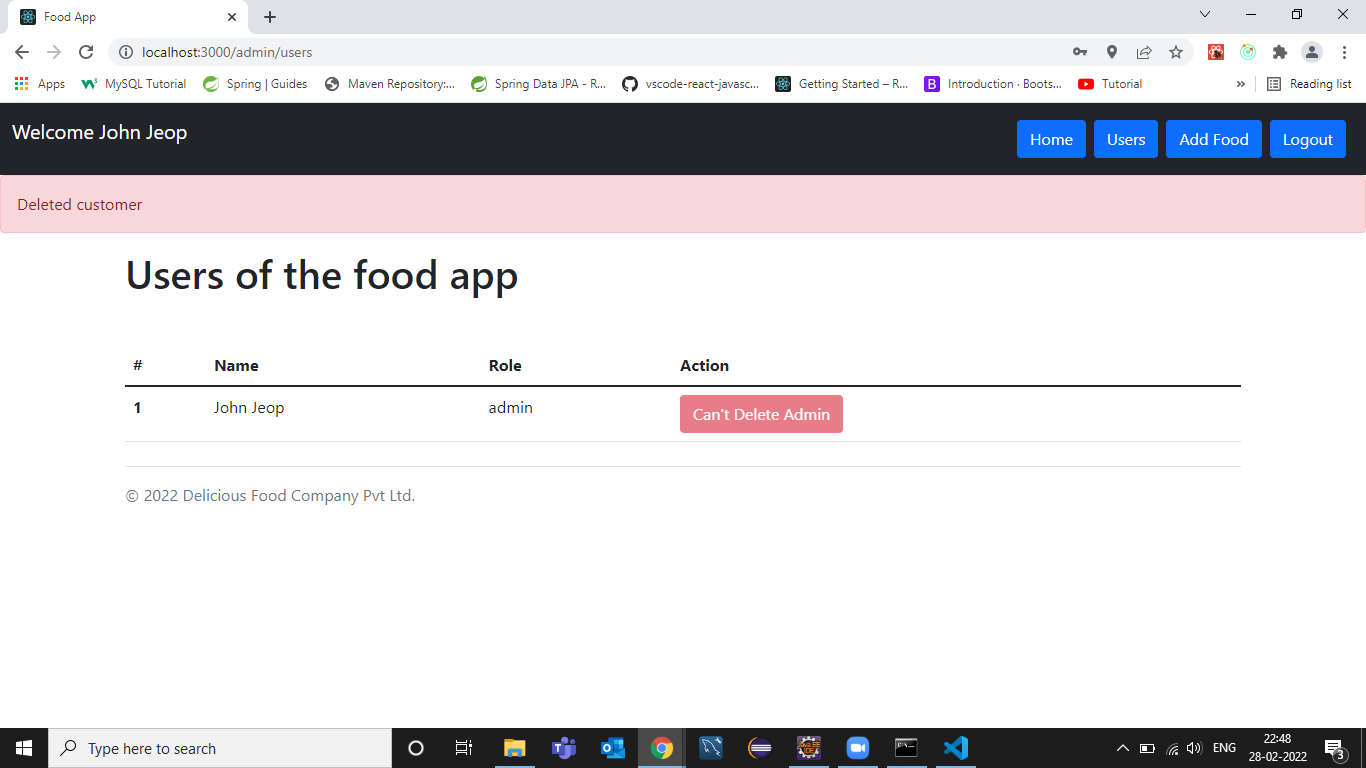 Food App
localhost:3000/admin/users
Apps MySQL Tutorial Spring | Guides Maven Repository:... Spring Data JPA - R... vscode-react-javasc... Getting Started – R... Introduction · Boots... Tutorial » Reading list
Welcome John Jeop Home Users Add Food Logout
Deleted customer
Users of the food app
# Name Role Action
1 John Jeop admin Can't Delete Admin
© 2022 Delicious Food Company Pvt Ltd.
Type here to search ENG 22:48
28-02-2022 3